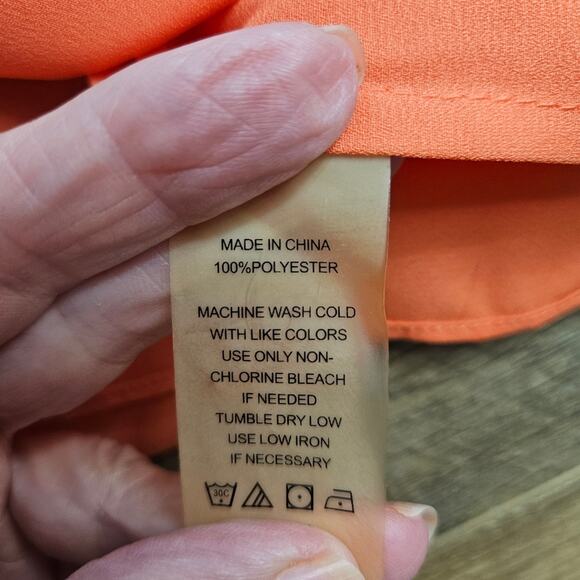 MADE IN CHINA
100%POLYESTER
MACHINE WASH COLD
WITH LIKE COLORS
USE ONLY NON-
CHLORINE BLEACH
IF NEEDED
TUMBLE DRY LOW
USE LOW IRON
IF NECESSARY
30C